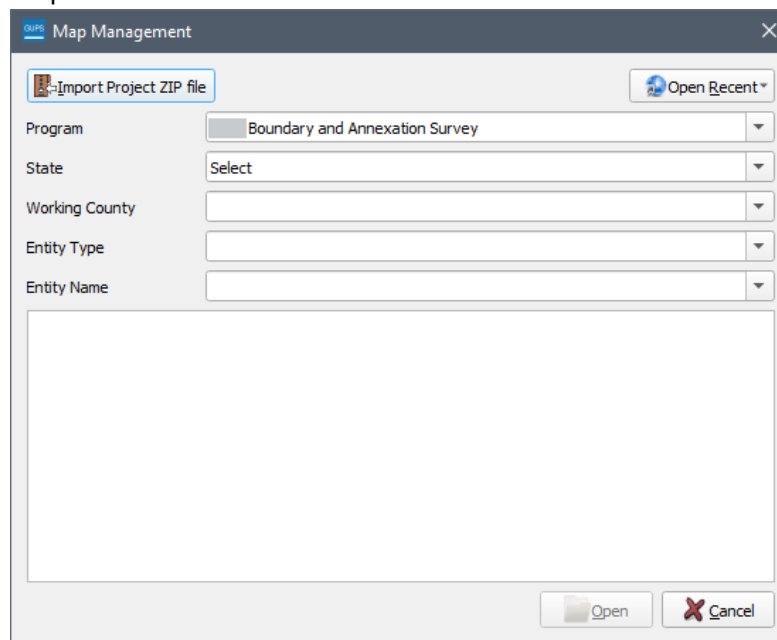 GUPS Map Management
Import Project ZIP file Open Recent
Program Boundary and Annexation Survey
State Select
Working County
Entity Type
Entity Name
Open Cancel